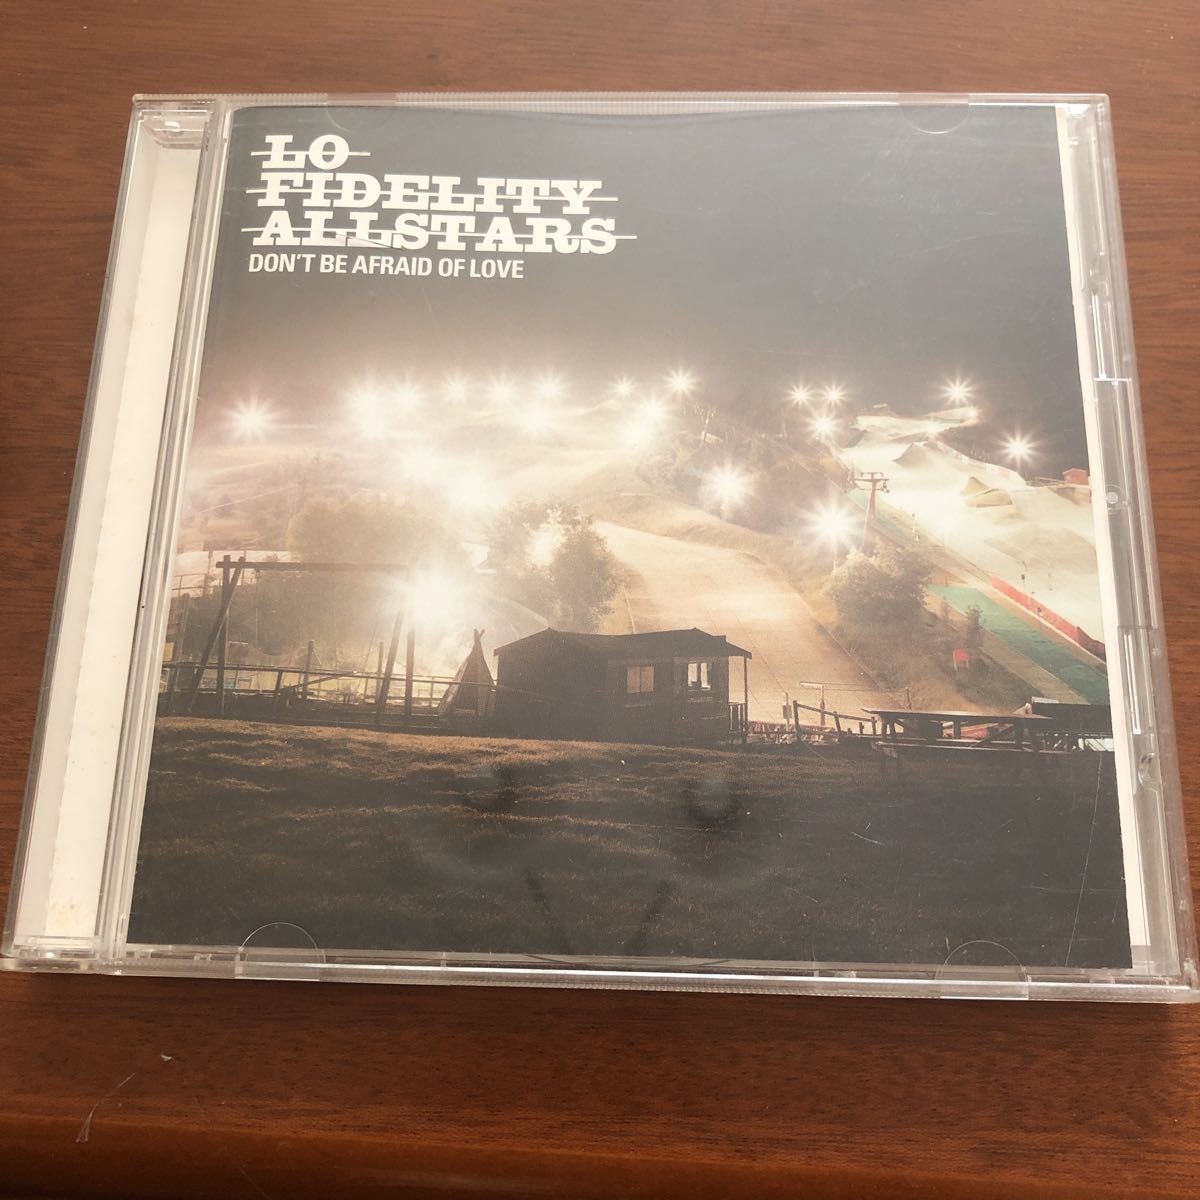 LO
FIDELITY
ALLSTARS
DON'T BE AFRAID OF LOVE